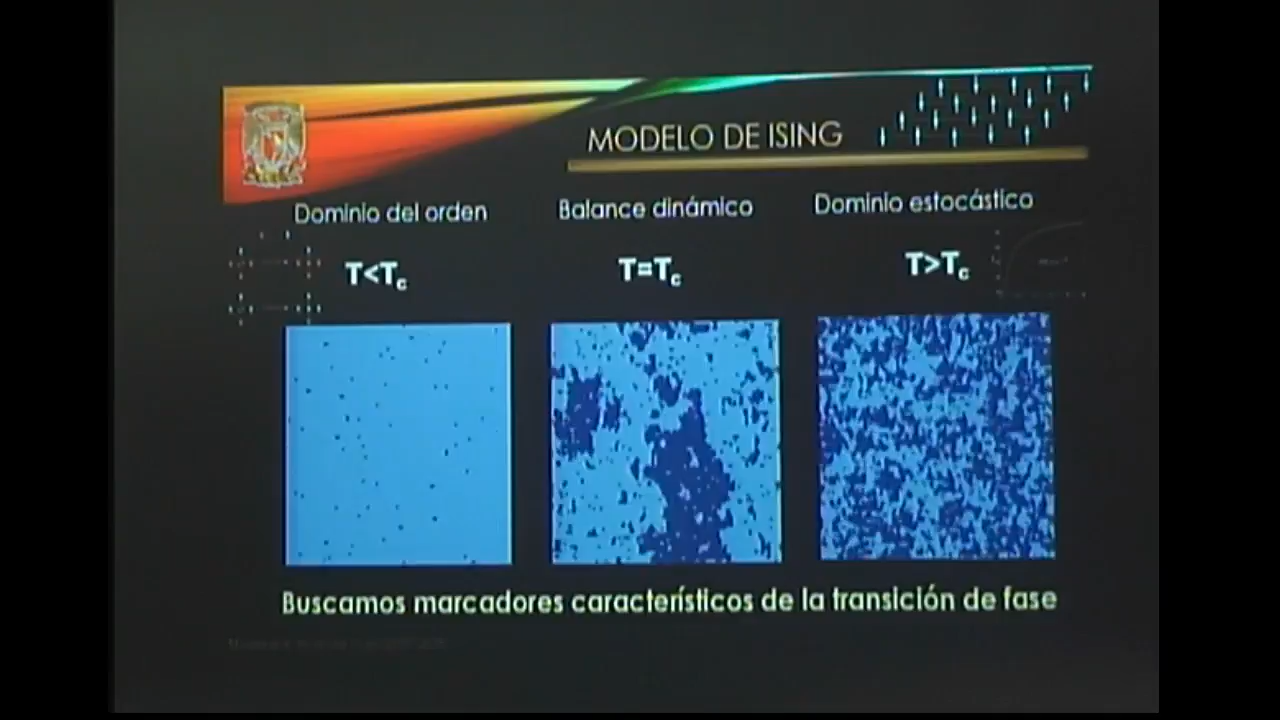 MODELO DE ISING
Dominio del orden
Balance dinámico
Dominio estocástico
T<Tc
T=Tc
T>Tc
Buscamos marcadores característicos de la transición de fase